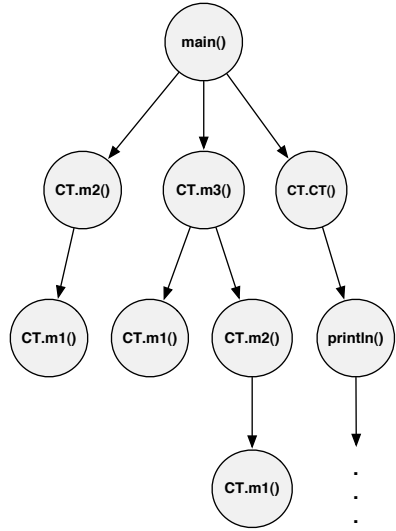 main()
CT.m2()
CT.m3()
CT.CT()
CT.m1()
CT.m1()
CT.m2()
println()
CT.m1()
.
.
.